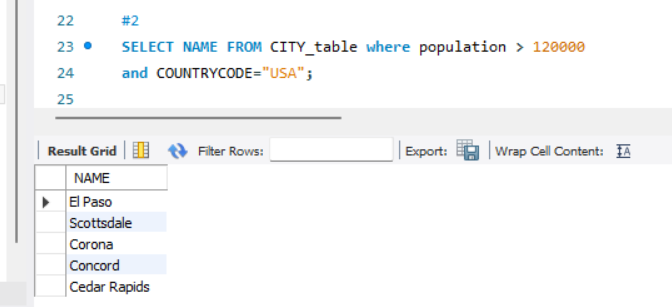 22 #2
23 SELECT NAME FROM CITY_table where population > 120000
24 and COUNTRYCODE="USA";
25
Result Grid Filter Rows: Export: Wrap Cell Content: IA
NAME
El Paso
Scottsdale
Corona
Concord
Cedar Rapids